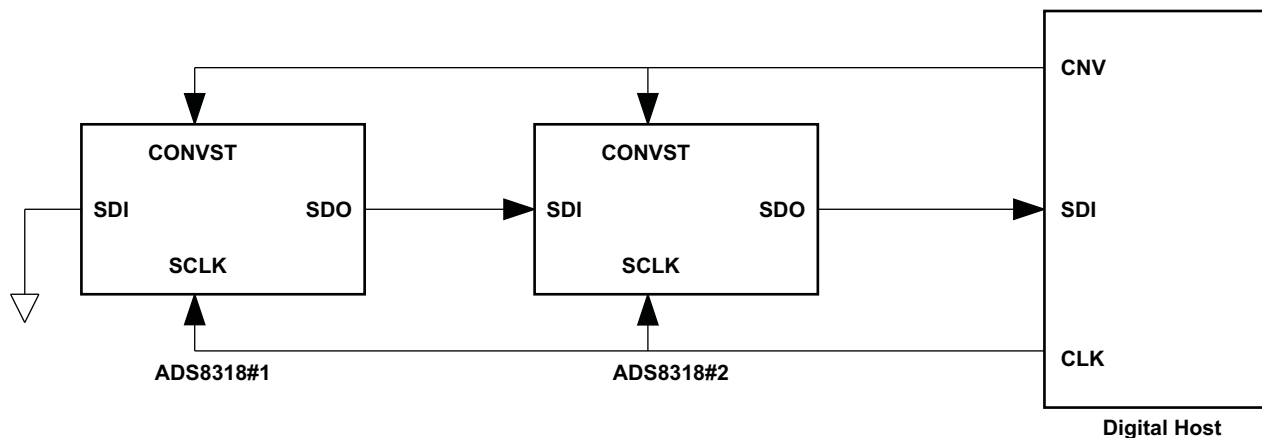 CNV
CONVST
CONVST
SDI SDO SDI SDO SDI
SCLK
SCLK
CLK
ADS8318#1
ADS8318#2
Digital Host